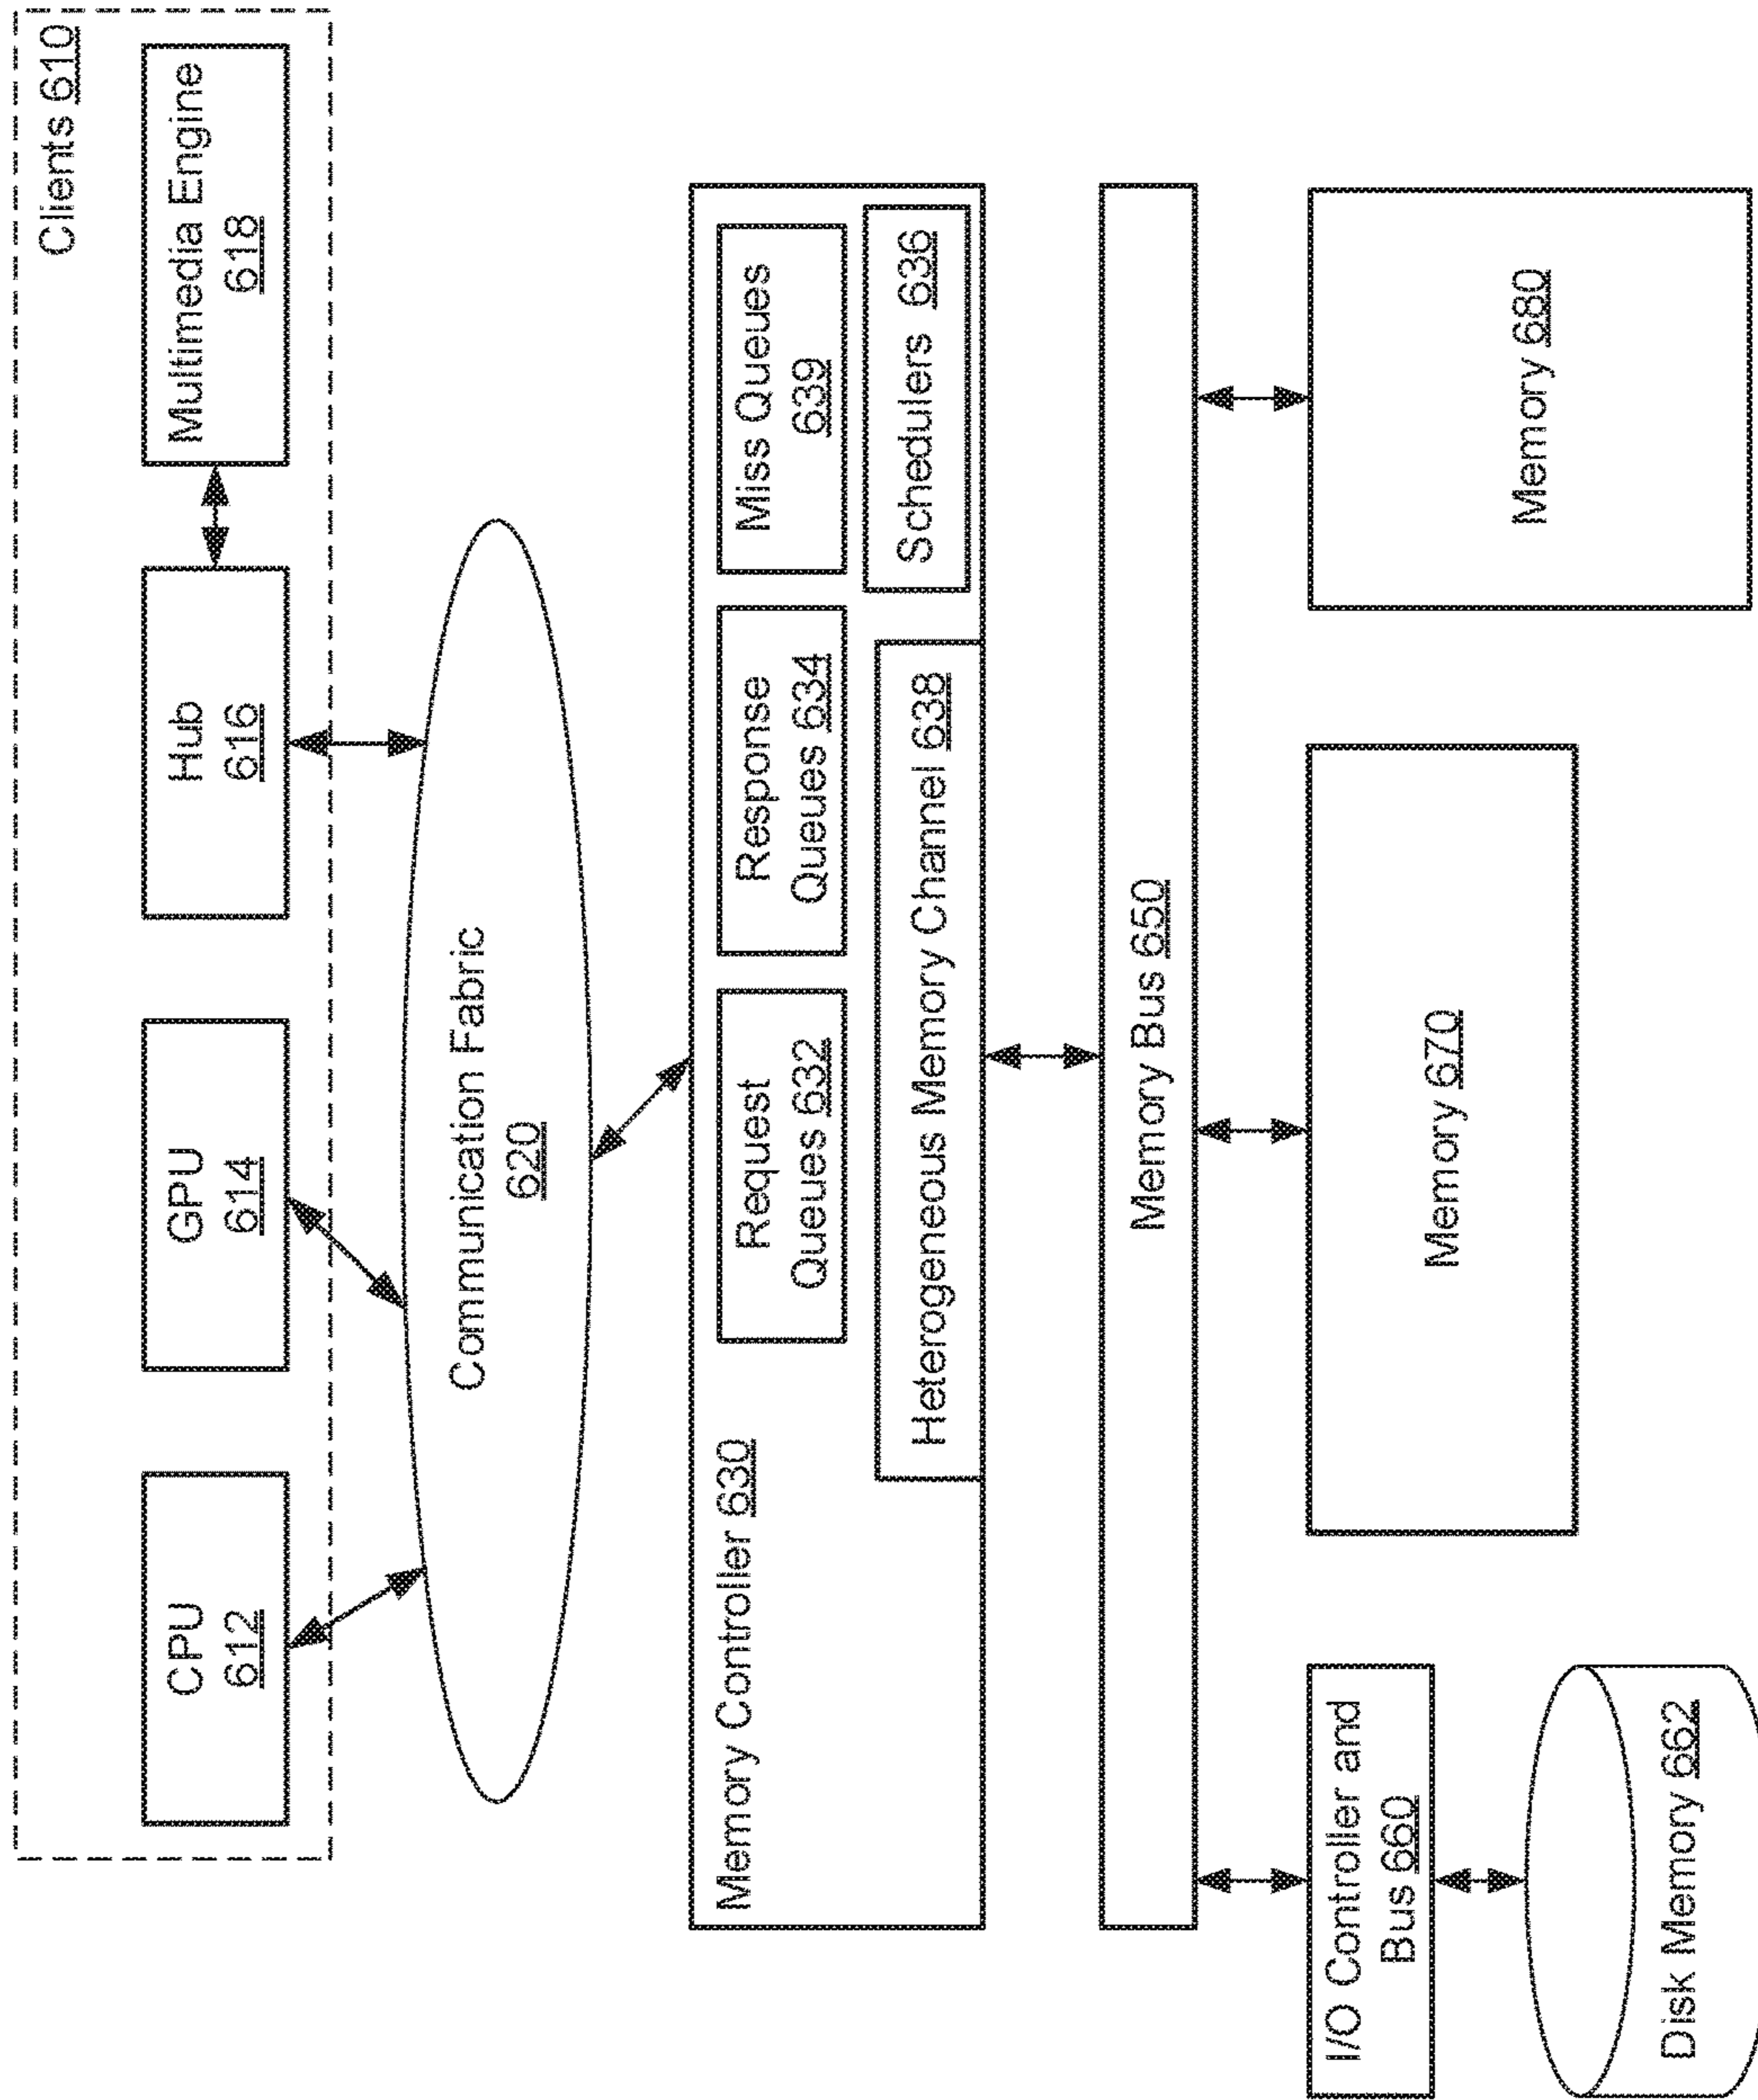 Clients 610
CPU
612
GPU
614
Hub
616
Multimedia Engine
618
Communication Fabric
620
Memory Controller 630
Request
Queues 632
Response
Queues 634
Miss Queues
639
Heterogeneous Memory Channel 638
Schedulers 636
Memory Bus 650
I/O Controller and
Bus 660
Disk Memory 662
Memory 670
Memory 680